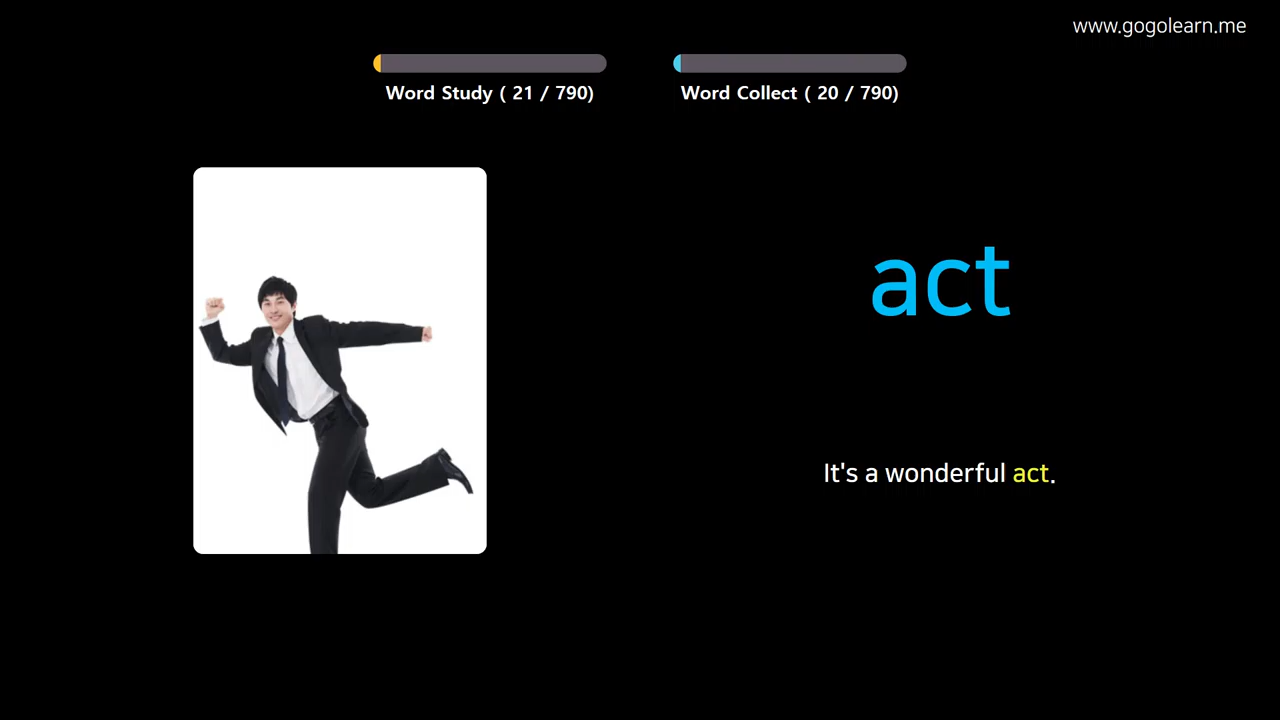 www.gogolearn.me
Word Study ( 21 / 790)
Word Collect ( 20 / 790)
act
It's a wonderful act.